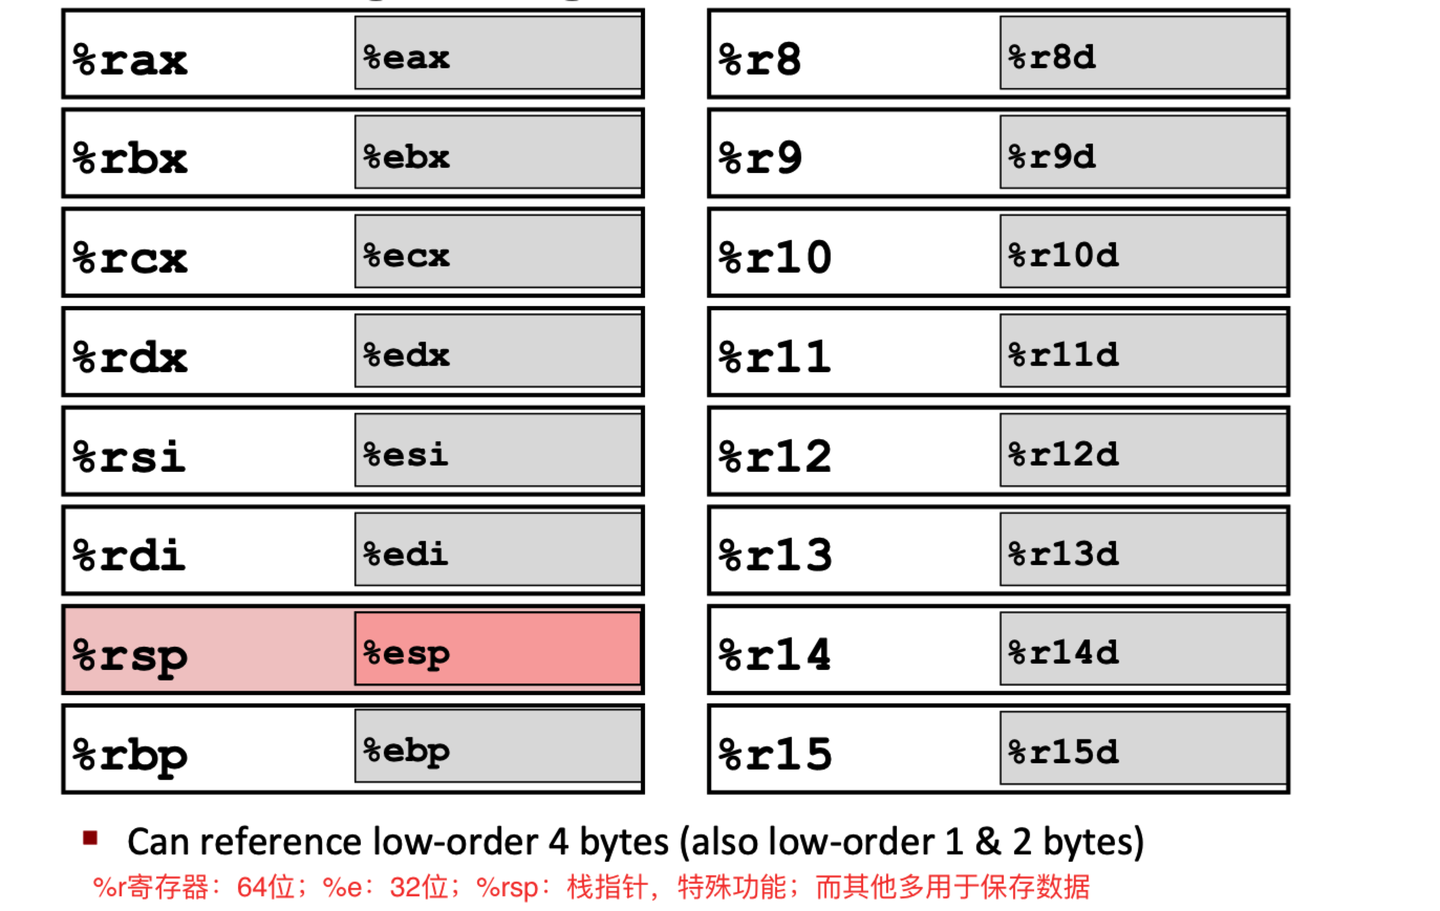 %rax %eax %r8 %r8d
%rbx %ebx %r9 %r9d
%rcx %ecx %r10 %r10d
%rdx %edx %r11 %r11d
%rsi %esi %r12 %r12d
%rdi %edi %r13 %r13d
%rsp %esp %r14 %r14d
%rbp %ebp %r15 %r15d
Can reference low-order 4 bytes (also low-order 1 & 2 bytes)
%r寄存器：64位；%e：32位；%rsp：栈指针，特殊功能；而其他多用于保存数据